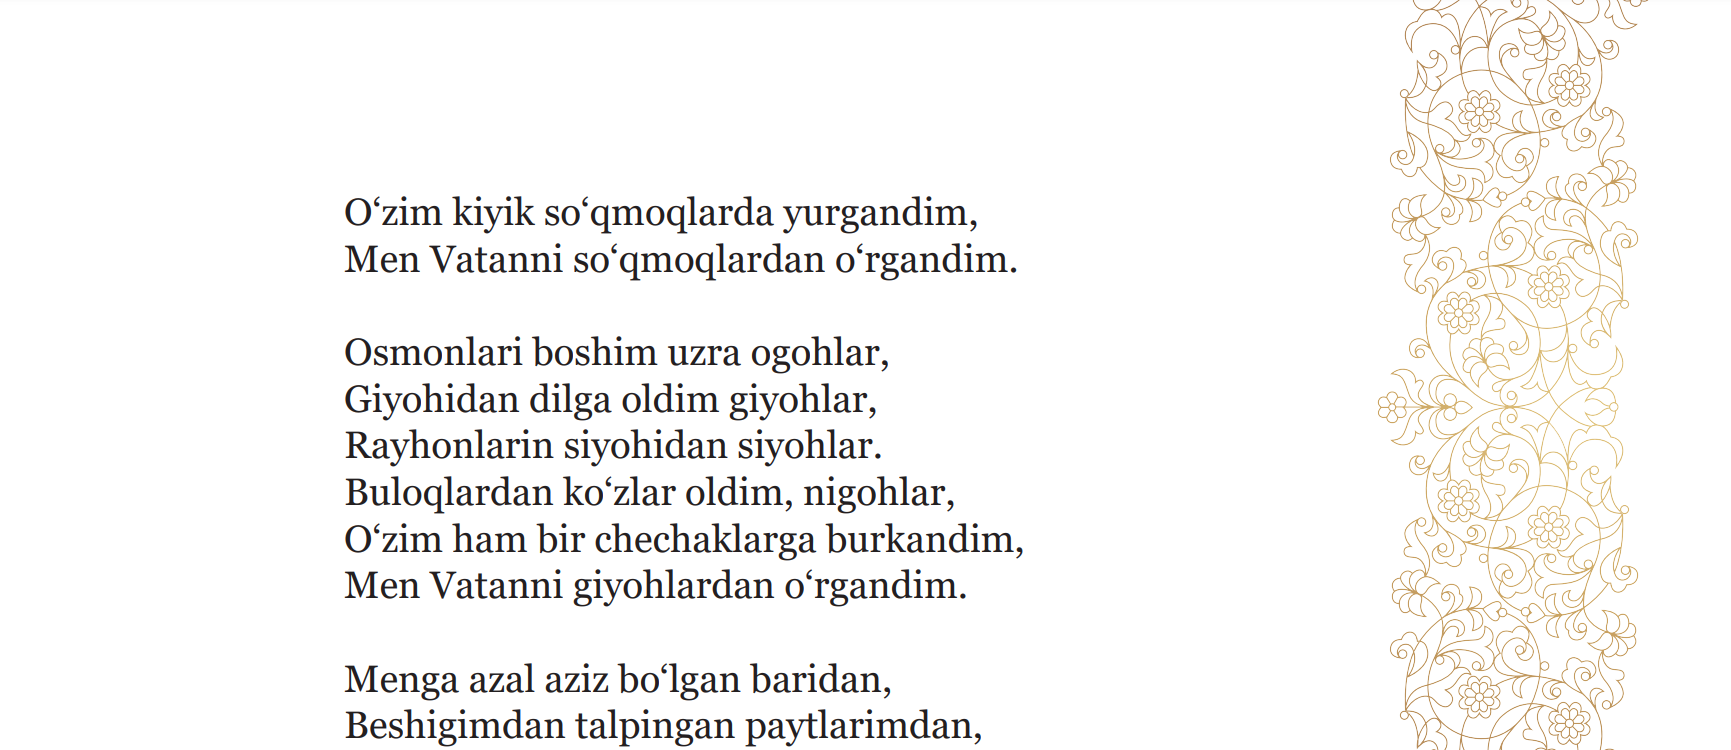 O‘zim kiyik so‘qmoqlarda yurgandim,
Men Vatanni so‘qmoqlardan o‘rgandim.
Osmonlari boshim uzra ogohlar,
Giyohidan dilga oldim giyohlar,
Rayhonlarin siyohidan siyohlar.
Buloqlardan ko‘zlar oldim, nigohlar,
O‘zim ham bir chechaklarga burkandim,
Men Vatanni giyohlardan o‘rgandim.
Menga azal aziz bo‘lgan baridan,
Beshigimdan talpingan paytlarimdan,